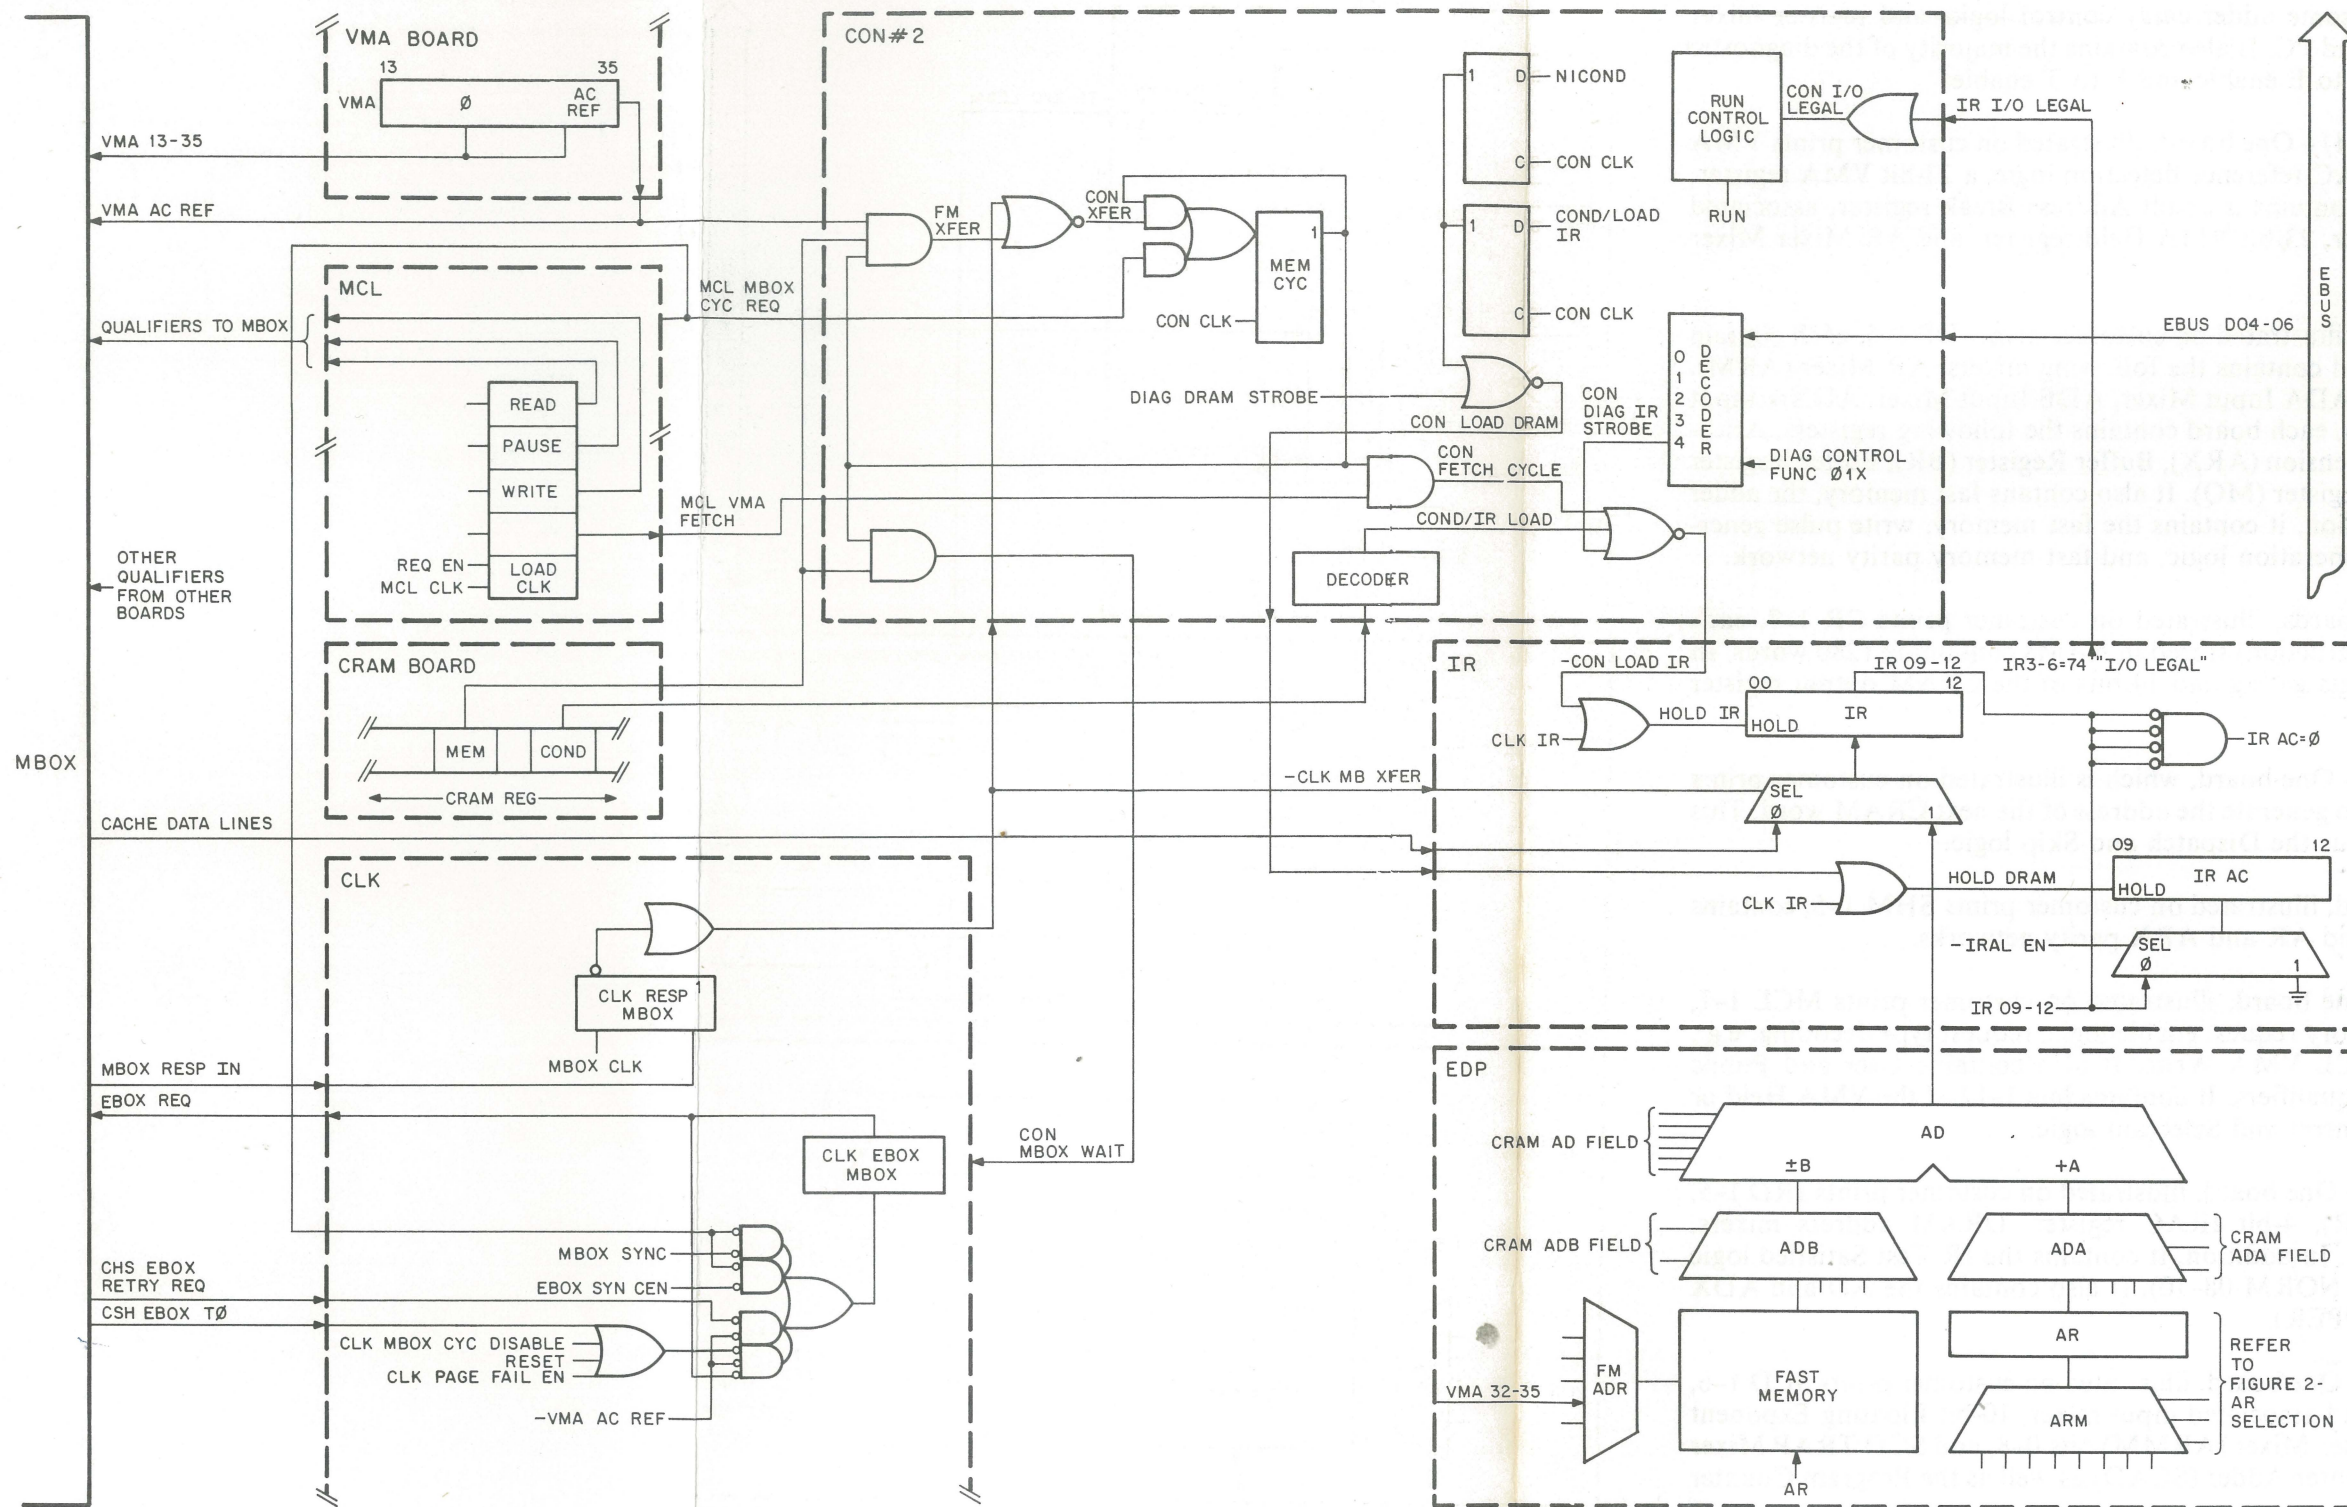 VMA BOARD
13
35
VMA
Ø
AC
REF
VMA 13-35
VMA AC REF
MCL
QUALIFIERS TO MBOX
READ
PAUSE
WRITE
REQ EN
MCL CLK
LOAD
CLK
OTHER
QUALIFIERS
FROM OTHER
BOARDS
MCL MBOX
CYC REQ
MCL VMA
FETCH
CRAM BOARD
MEM
COND
CRAM REG
MBOX
CACHE DATA LINES
CLK
CLK RESP
MBOX
1
MBOX CLK
MBOX RESP IN
EBOX REQ
CLK EBOX
MBOX
CON
MBOX WAIT
MBOX SYNC
EBOX SYN CEN
CHS EBOX
RETRY REQ
CSH EBOX TØ
CLK MBOX CYC DISABLE
RESET
CLK PAGE FAIL EN
-VMA AC REF
CON#2
FM
XFER
CON
XFER
1
MEM
CYC
CON CLK
1
D
NICOND
C
CON CLK
1
D
COND/LOAD
IR
C
CON CLK
RUN
CONTROL
LOGIC
RUN
CON I/O
LEGAL
IR I/O LEGAL
EBUS
EBUS D04-06
DIAG DRAM STROBE
CON LOAD DRAM
CON
DIAG IR
STROBE
0
1
2
3
4
DECODER
DIAG CONTROL
FUNC Ø1X
CON
FETCH CYCLE
COND/IR LOAD
DECODER
IR
-CON LOAD IR
IR 09-12
IR3-6=74 "I/O LEGAL"
00
12
HOLD IR
HOLD
IR
CLK IR
IR AC=Ø
-CLK MB XFER
SEL
Ø
1
09
12
HOLD DRAM
HOLD
IR AC
CLK IR
-IRAL EN
SEL
Ø
1
IR 09-12
EDP
CRAM AD FIELD
AD
±B
+A
CRAM ADB FIELD
ADB
ADA
CRAM
ADA FIELD
VMA 32-35
FM
ADR
FAST
MEMORY
AR
AR
ARM
REFER
TO
FIGURE 2-
AR
SELECTION